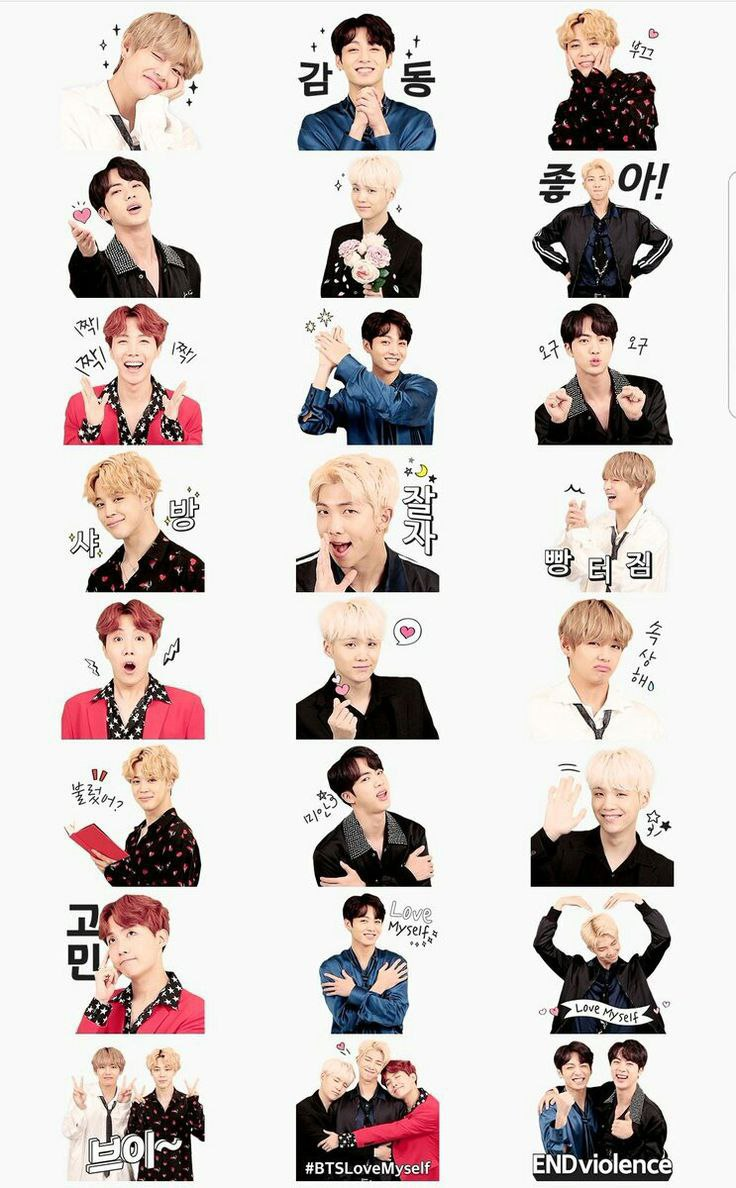 감 동
부끄
좋 아!
짝 짝 짝
오구 오구
샤 방
잘
자
빵 터 짐
속
상
해
불렀어?
미안
고
민
Love
Myself
Love Myself
브이~
#BTSLoveMyself
ENDviolence